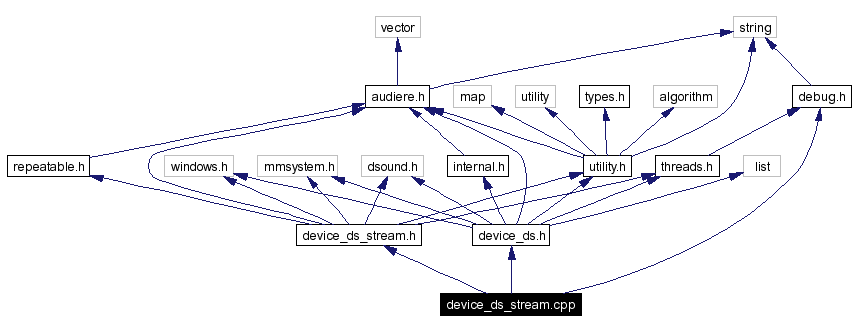 vector
string
audiere.h
map
utility
types.h
algorithm
debug.h
repeatable.h
windows.h
mmsystem.h
dsound.h
internal.h
utility.h
threads.h
list
device_ds_stream.h
device_ds.h
device_ds_stream.cpp